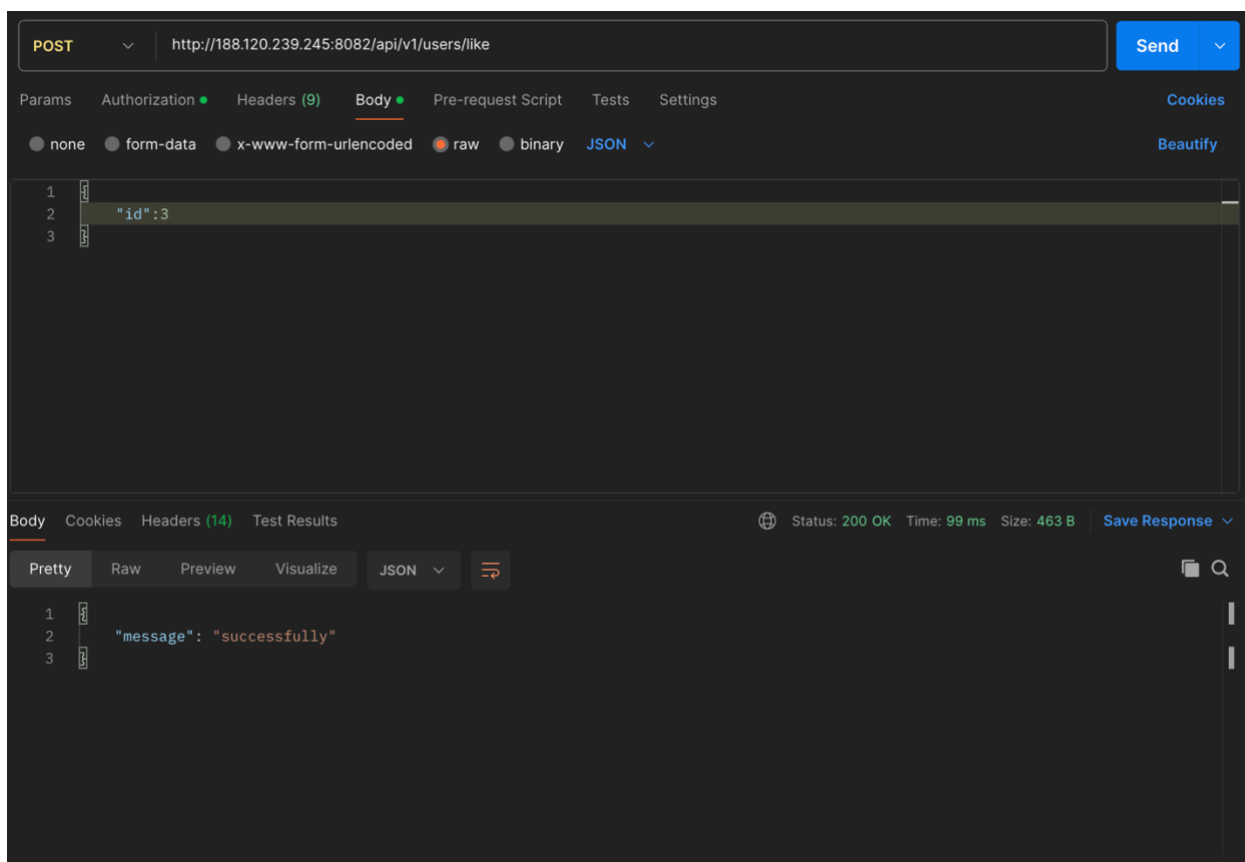 POST http://188.120.239.245:8082/api/v1/users/like Send
Params Authorization Headers (9) Body Pre-request Script Tests Settings Cookies
none form-data x-www-form-urlencoded raw binary JSON Beautify
1 {
2 "id":3
3 }
Body Cookies Headers (14) Test Results Status: 200 OK Time: 99 ms Size: 463 B Save Response
Pretty Raw Preview Visualize JSON
1 {
2 "message": "successfully"
3 }